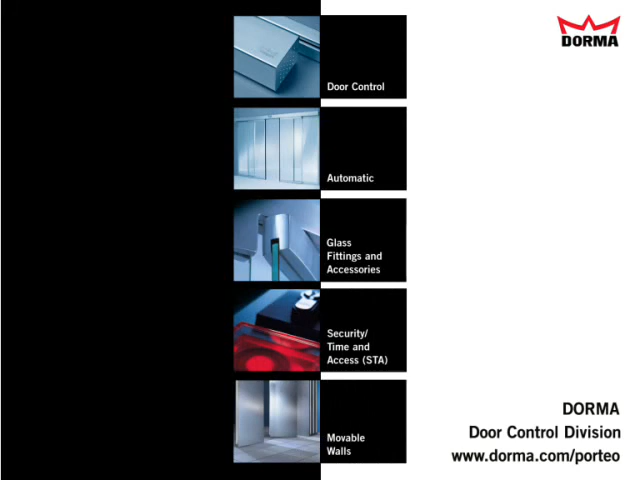 DORMA
Door Control
Automatic
Glass
Fittings and
Accessories
Security/
Time and
Access (STA)
Movable
Walls
DORMA
Door Control Division
www.dorma.com/porteo